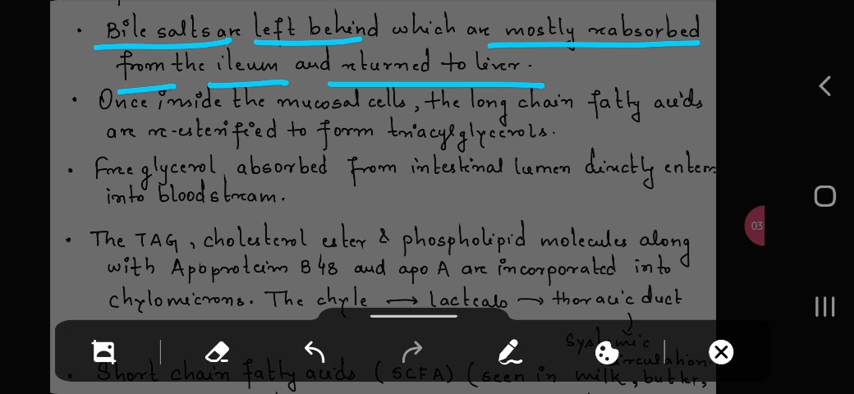 • Bile salts are left behind which are mostly reabsorbed
from the ileum and returned to liver.
• Once inside the mucosal cells, the long chain fatty acids
are re-esterified to form triacylglycerols.
• Free glycerol absorbed from intestinal lumen directly enters
into bloodstream.
• The TAG, cholesterol ester & phospholipid molecules along
with Apoprotein B48 and apo A are incorporated into
chylomicrons. The chyle → lacteals → thoracic duct
↓
Systemic
circulation
• Short chain fatty acids (SCFA) (seen in milk, butter,
03